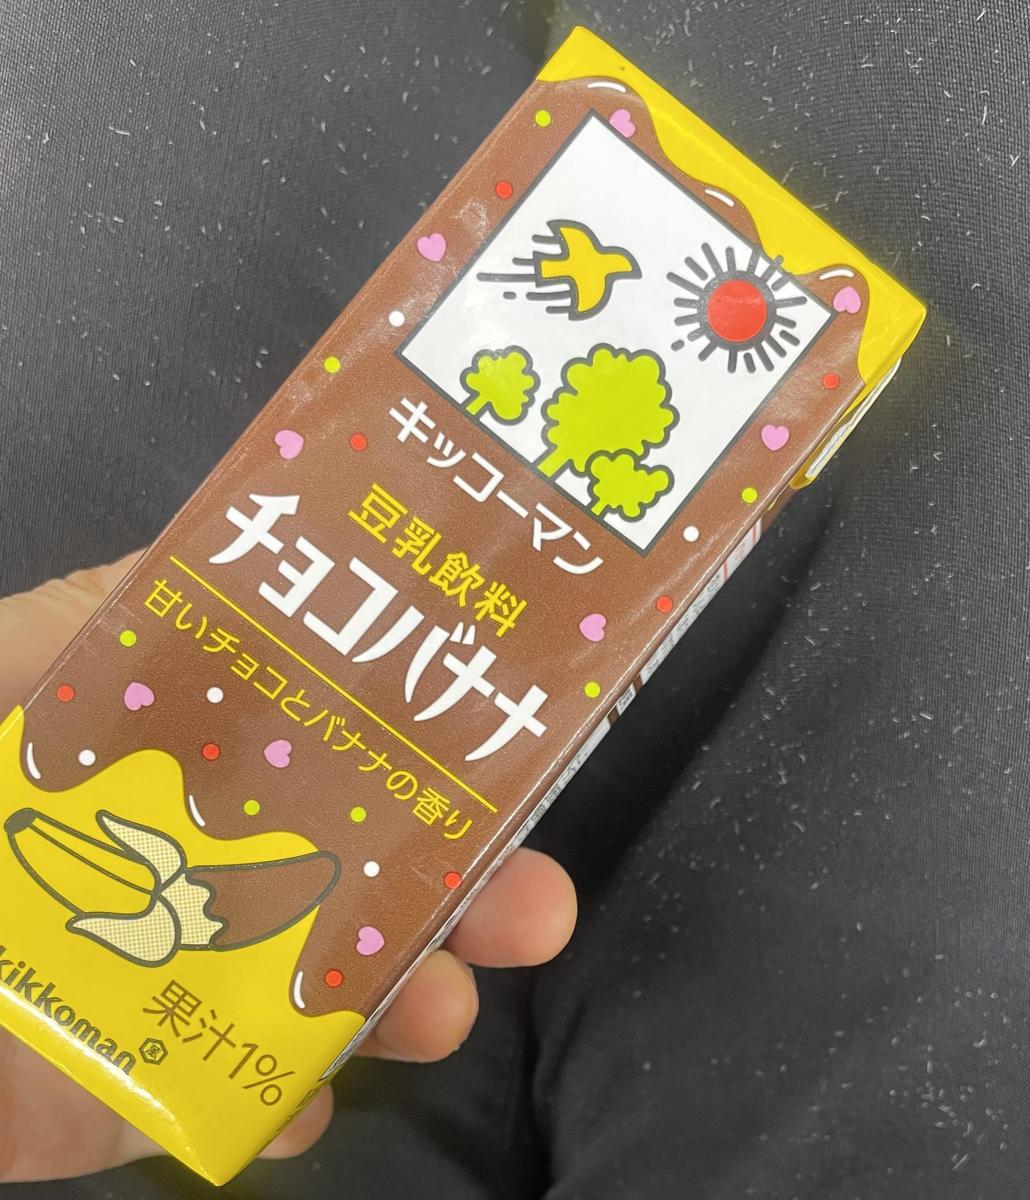 キッコーマン
豆乳飲料
チョコバナナ
甘いチョコとバナナの香り
果汁1%
kikkoman